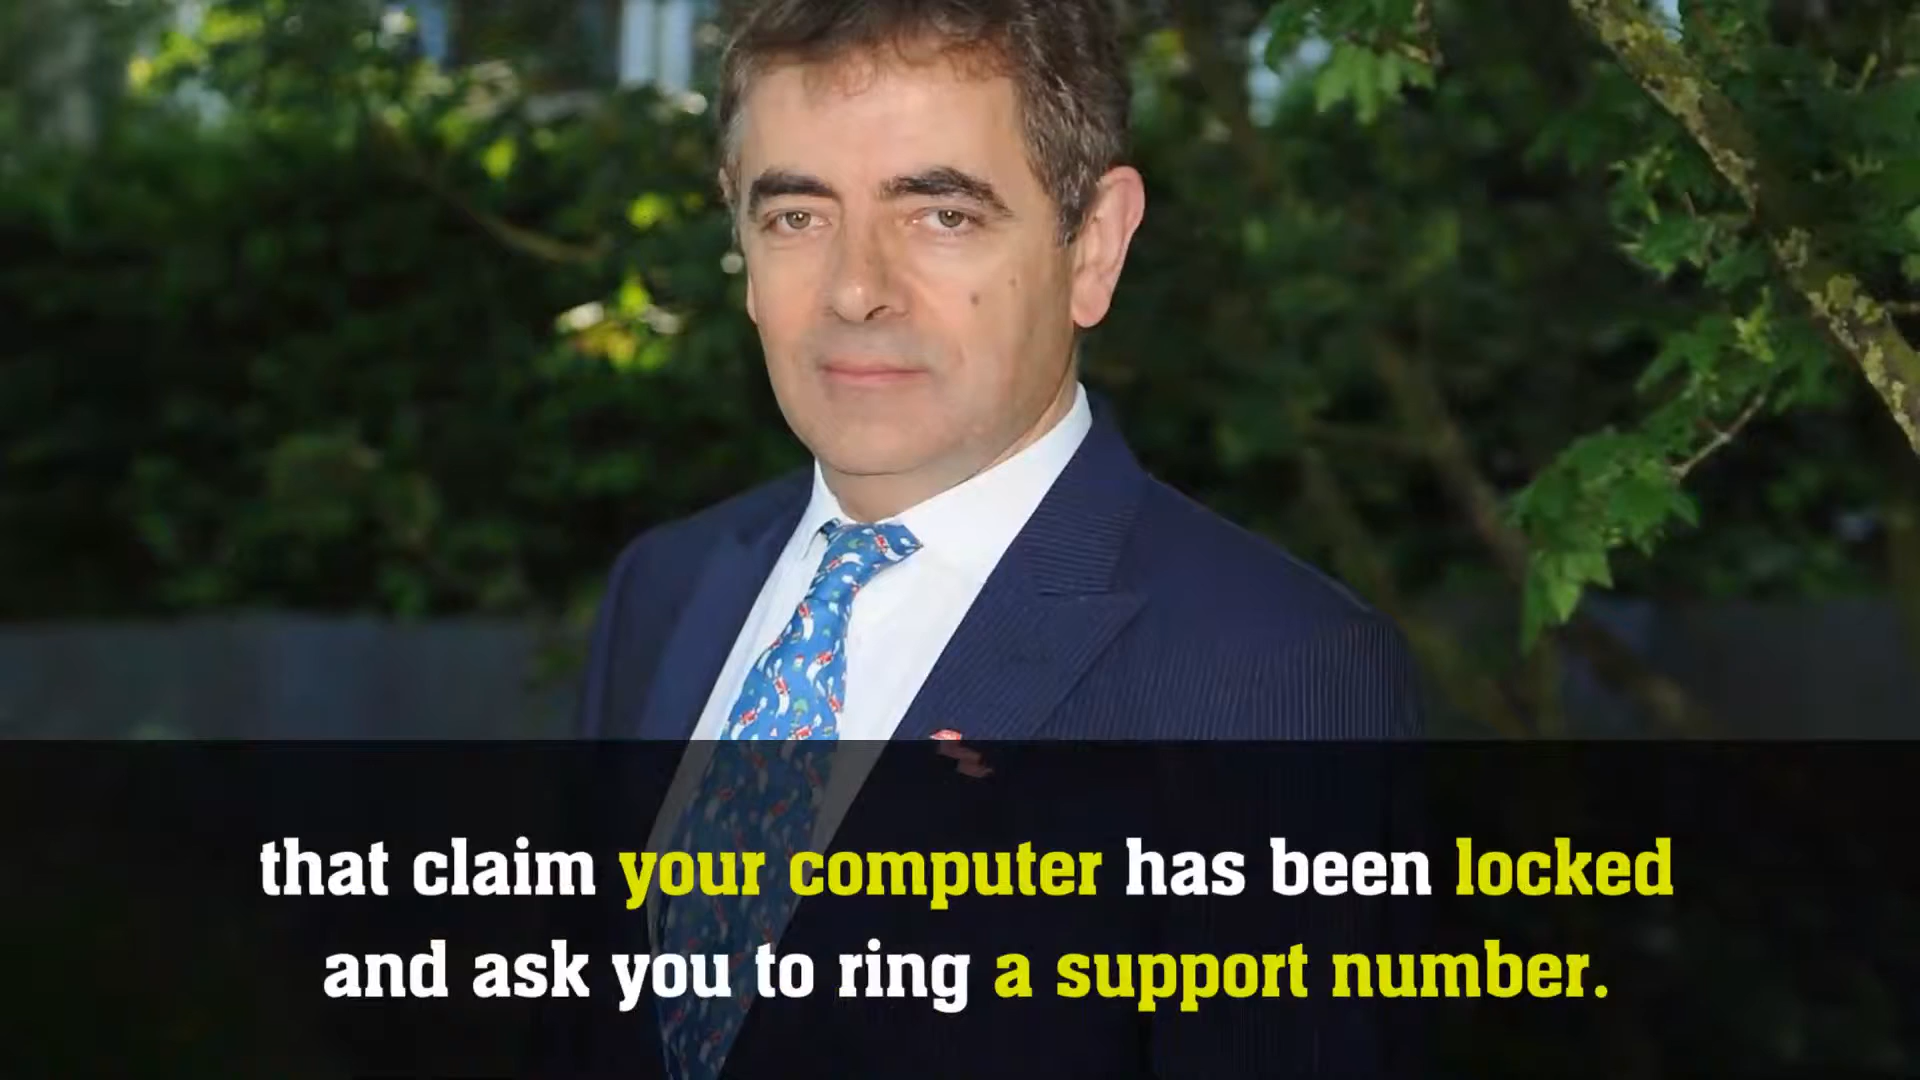 that claim your computer has been locked
and ask you to ring a support number.